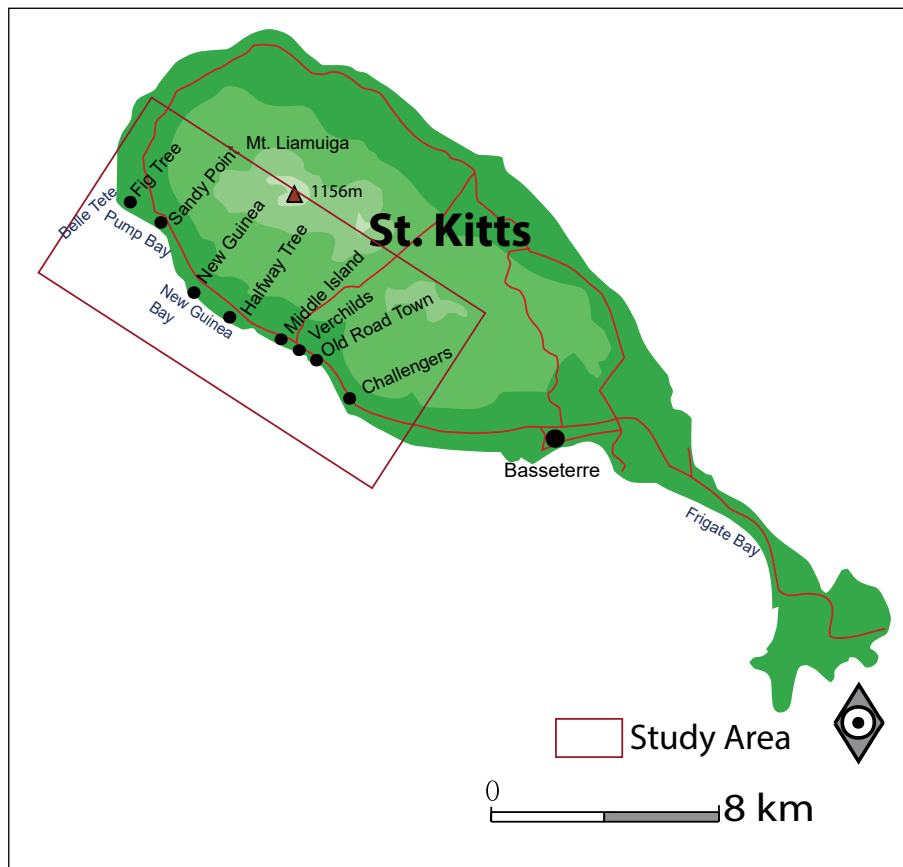 Mt. Liamuiga
1156m
St. Kitts
Fig Tree
Sandy Point
Belle Tete
Pump Bay
New Guinea
Halfway Tree
New Guinea
Bay
Middle Island
Verchilds
Old Road Town
Challengers
Basseterre
Frigate Bay
Study Area
0
8 km